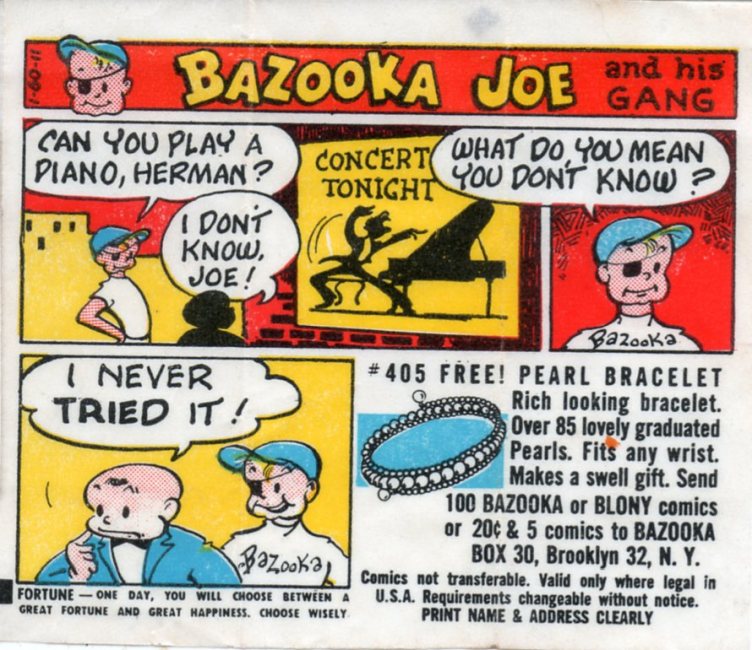 1-60-11
BAZOOKA JOE
and his
GANG
CAN YOU PLAY A
PIANO, HERMAN?
I DON'T
KNOW,
JOE!
CONCERT
TONIGHT
WHAT DO YOU MEAN
YOU DON'T KNOW?
BazooKa
I NEVER
TRIED IT!
BaZooKa
#405 FREE! PEARL BRACELET
Rich looking bracelet.
Over 85 lovely graduated
Pearls. Fits any wrist.
Makes a swell gift. Send
100 BAZOOKA or BLONY comics
or 20¢ & 5 comics to BAZOOKA
BOX 30, Brooklyn 32, N. Y.
Comics not transferable. Valid only where legal in
U.S.A. Requirements changeable without notice.
PRINT NAME & ADDRESS CLEARLY
FORTUNE — ONE DAY, YOU WILL CHOOSE BETWEEN A
GREAT FORTUNE AND GREAT HAPPINESS. CHOOSE WISELY